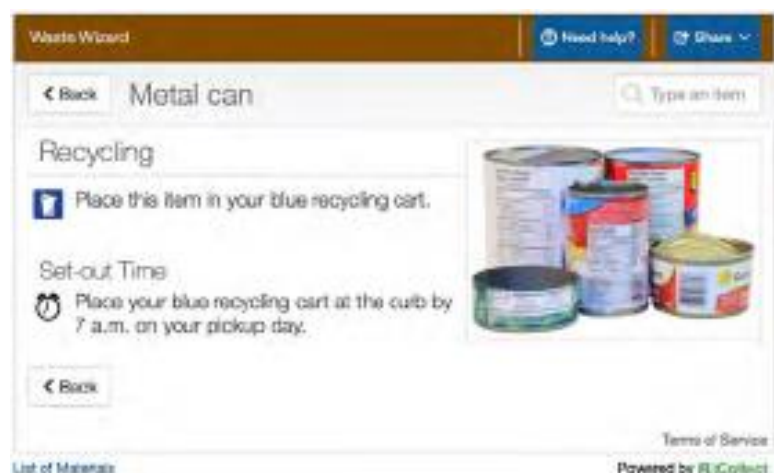 Waste Wizard
Need help?
Share
Back
Metal can
Type an item
Recycling
Place this item in your blue recycling cart.
Set-out Time
Place your blue recycling cart at the curb by
7 a.m. on your pickup day.
Back
Terms of Service
List of Materials
Powered by ReCollect